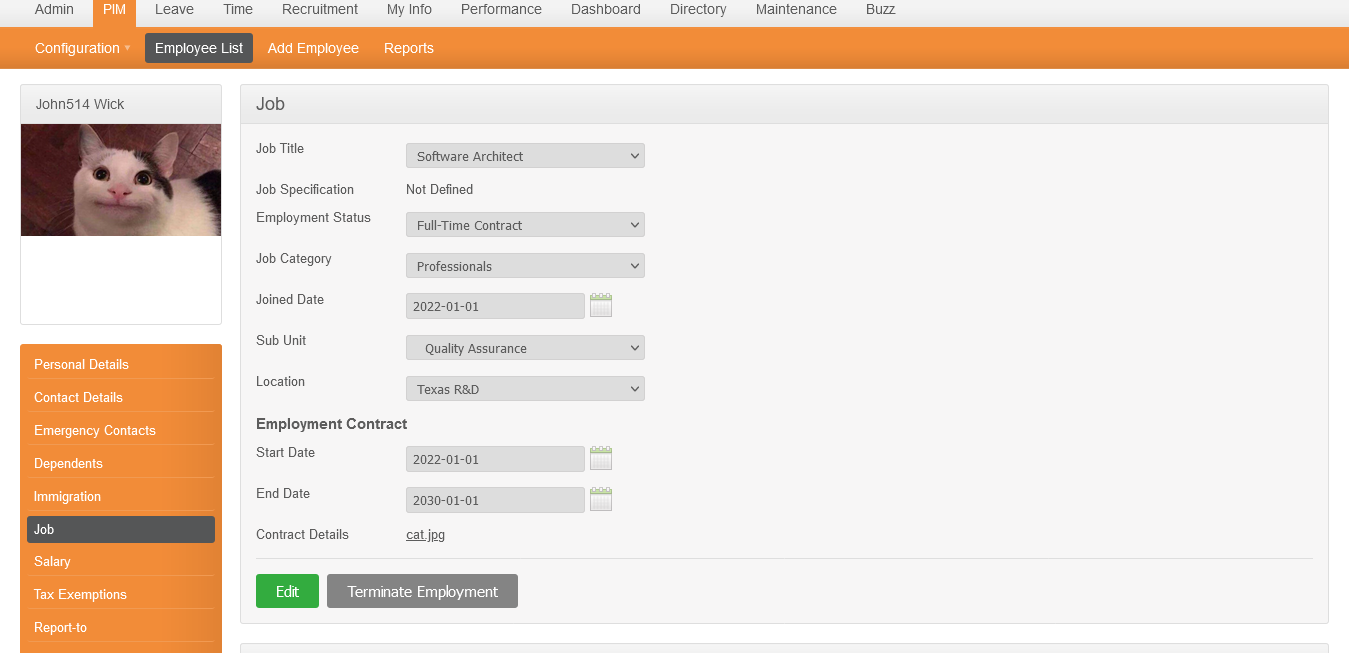 Admin PIM Leave Time Recruitment My Info Performance Dashboard Directory Maintenance Buzz
Configuration Employee List Add Employee Reports
John514 Wick
Personal Details
Contact Details
Emergency Contacts
Dependents
Immigration
Job
Salary
Tax Exemptions
Report-to
Job
Job Title Software Architect
Job Specification Not Defined
Employment Status Full-Time Contract
Job Category Professionals
Joined Date 2022-01-01
Sub Unit Quality Assurance
Location Texas R&D
Employment Contract
Start Date 2022-01-01
End Date 2030-01-01
Contract Details cat.jpg
Edit Terminate Employment